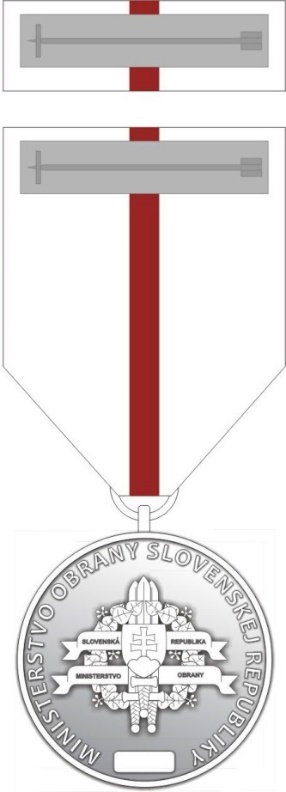 MINISTERSTVO OBRANY SLOVENSKEJ REPUBLIKY
SLOVENSKÁ REPUBLIKA
MINISTERSTVO OBRANY